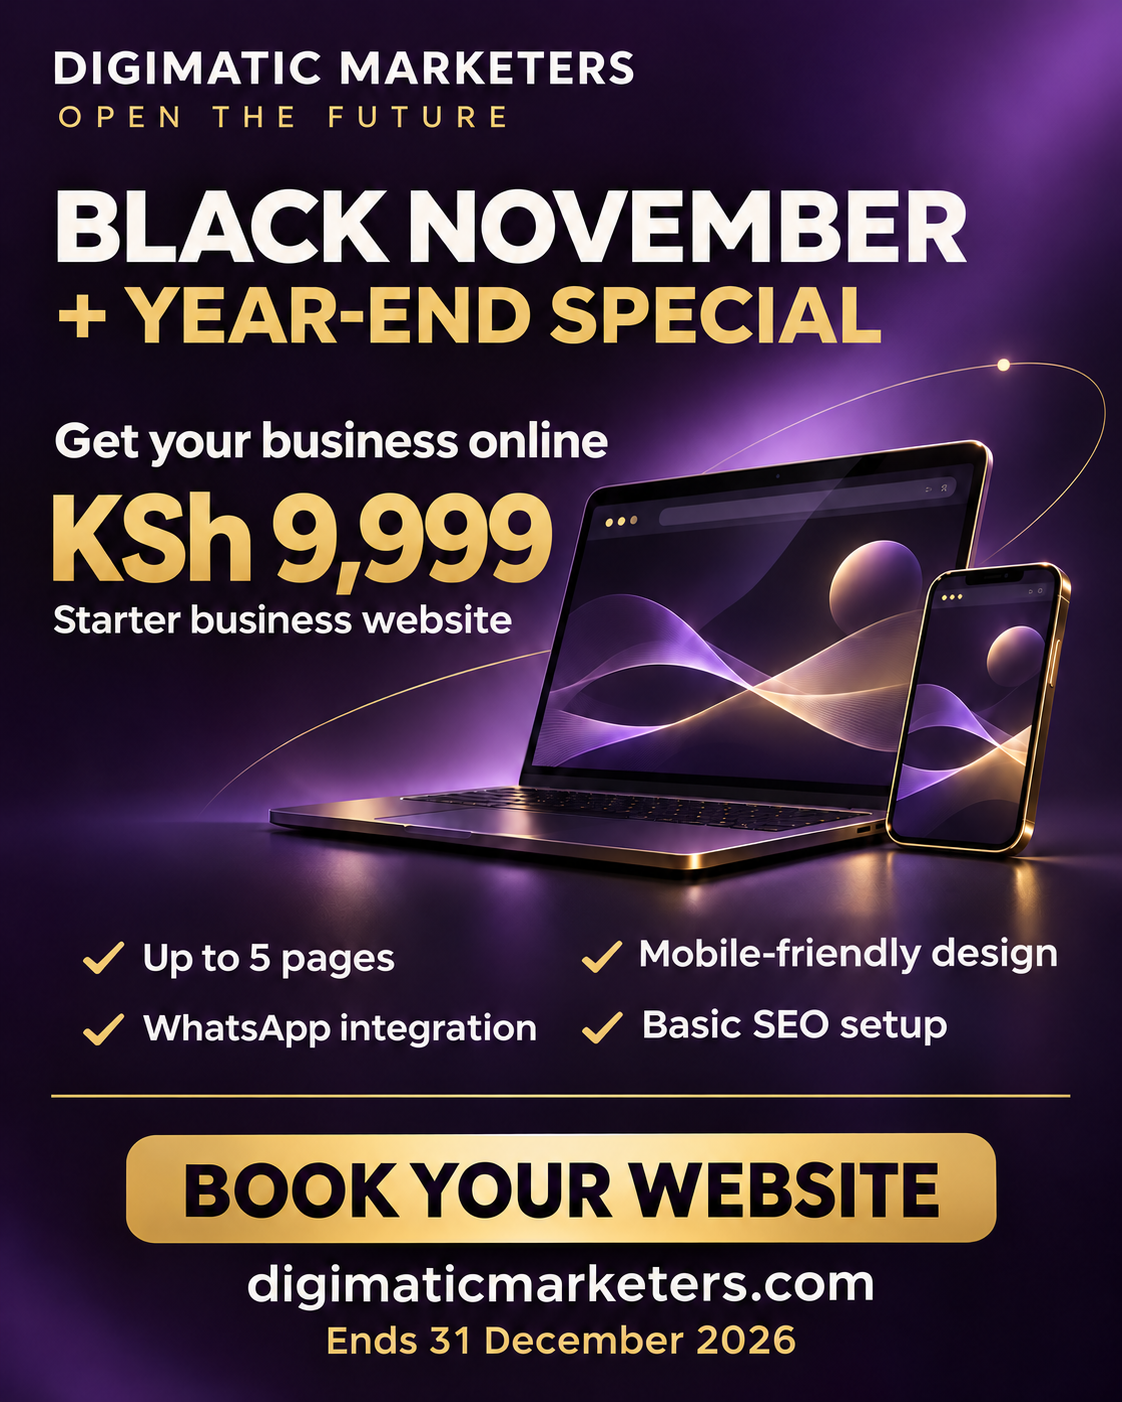 DIGIMATIC MARKETERS
OPEN THE FUTURE
BLACK NOVEMBER
+ YEAR-END SPECIAL
Get your business online
KSh 9,999
Starter business website
Up to 5 pages
Mobile-friendly design
WhatsApp integration
Basic SEO setup
BOOK YOUR WEBSITE
digimaticmarketers.com
Ends 31 December 2026